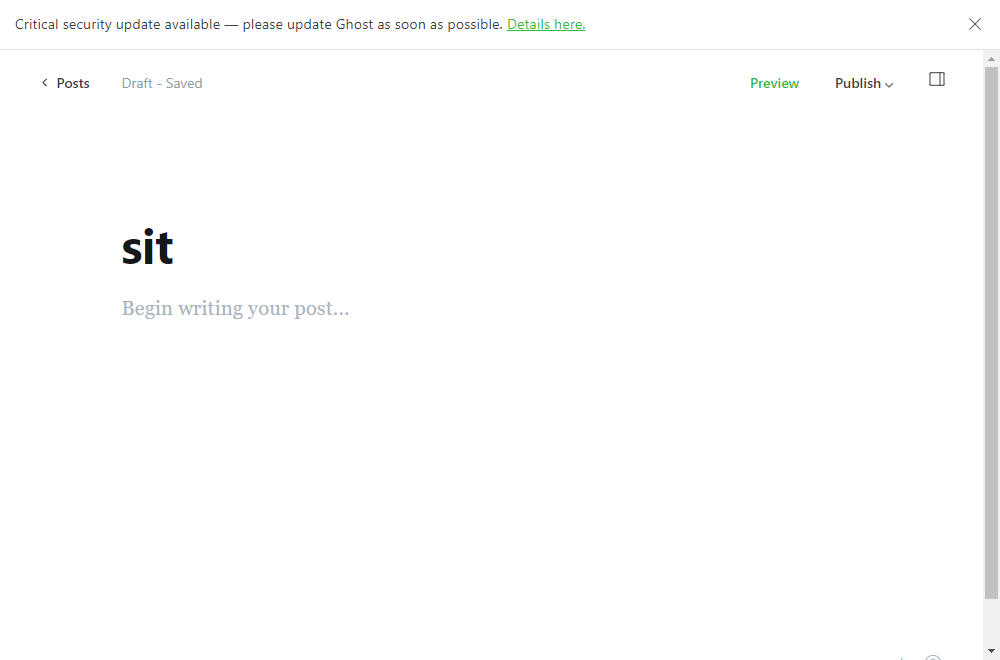 Critical security update available — please update Ghost as soon as possible. Details here.
Posts
Draft - Saved
Preview
Publish
sit
Begin writing your post...